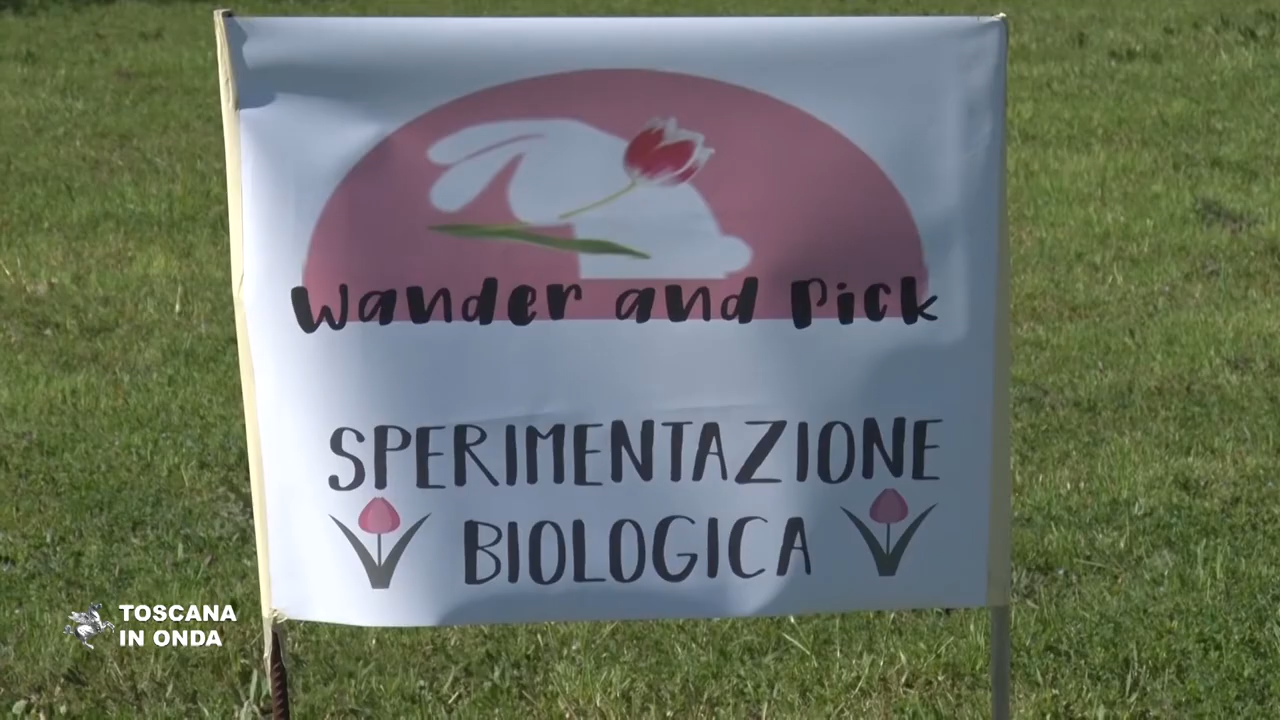 Wander and Pick
SPERIMENTAZIONE
BIOLOGICA
TOSCANA
IN ONDA